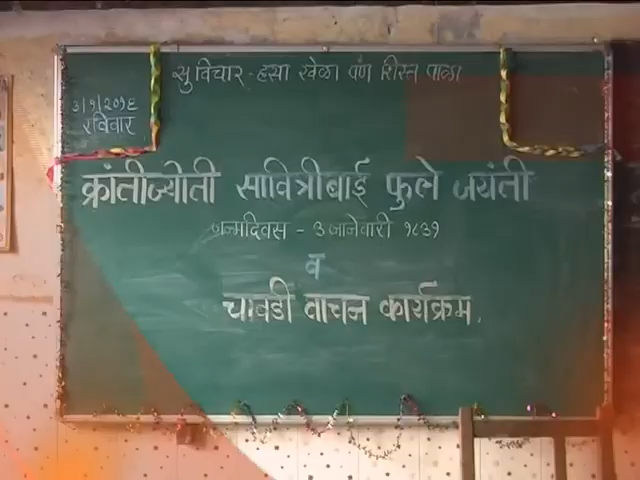 सुविचार - हसा खेळा पण शिस्त पाळा
३/१/२०१६
रविवार
क्रांतीज्योती सावित्रीबाई फुले जयंती
जन्मदिवस - ३ जानेवारी १८३१
व
चावडी वाचन कार्यक्रम.